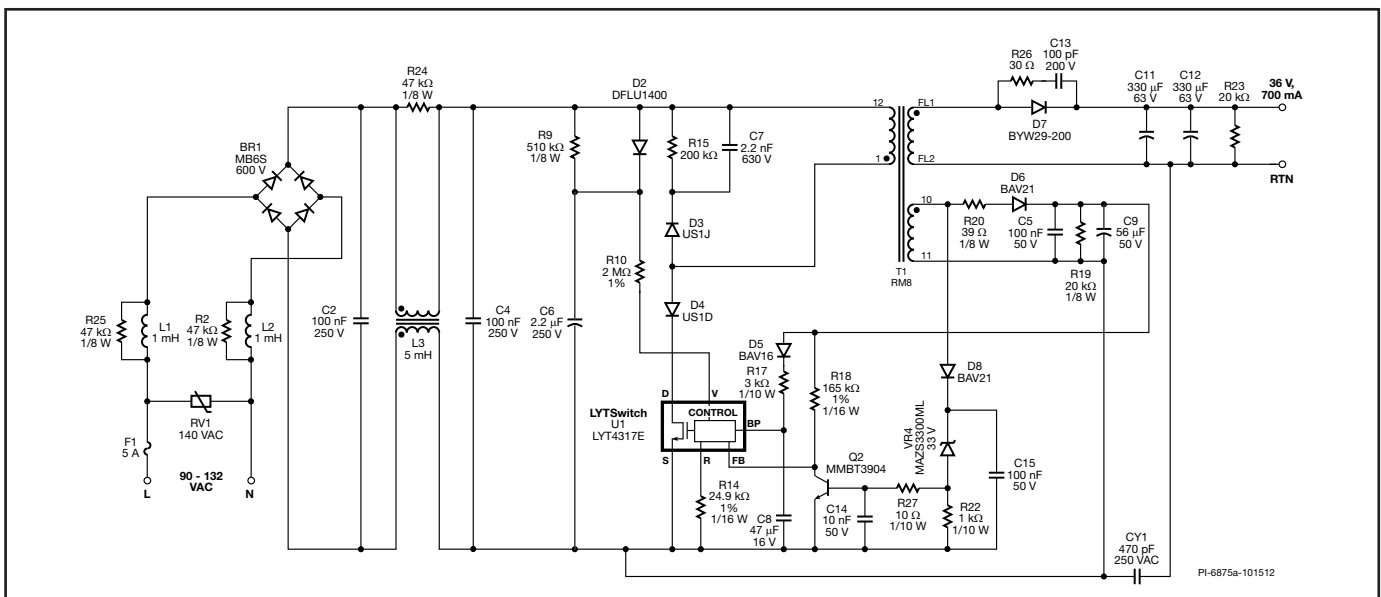 R24
47 kΩ
1/8 W
D2
DFLU1400
R26
30 Ω
C13
100 pF
200 V
C11
330 µF
63 V
C12
330 µF
63 V
R23
20 kΩ
36 V,
700 mA
12
FL1
D7
BYW29-200
BR1
MB6S
600 V
R9
510 kΩ
1/8 W
R15
200 kΩ
C7
2.2 nF
630 V
1
FL2
RTN
D6
BAV21
10
R20
39 Ω
1/8 W
C5
100 nF
50 V
C9
56 µF
50 V
D3
US1J
11
R19
20 kΩ
1/8 W
R10
2 MΩ
1%
T1
RM8
R25
47 kΩ
1/8 W
L1
1 mH
R2
47 kΩ
1/8 W
L2
1 mH
C2
100 nF
250 V
L3
5 mH
C4
100 nF
250 V
C6
2.2 µF
250 V
D4
US1D
D5
BAV16
R17
3 kΩ
1/10 W
R18
165 kΩ
1%
1/16 W
D8
BAV21
D
V
LYTSwitch
U1
LYT4317E
CONTROL
BP
S
R
FB
RV1
140 VAC
F1
5 A
90 - 132
VAC
L
N
VR4
MAZS3300ML
33 V
Q2
MMBT3904
C15
100 nF
50 V
R14
24.9 kΩ
1%
1/16 W
C8
47 µF
16 V
C14
10 nF
50 V
R27
10 Ω
1/10 W
R22
1 kΩ
1/10 W
CY1
470 pF
250 VAC
PI-6875a-101512